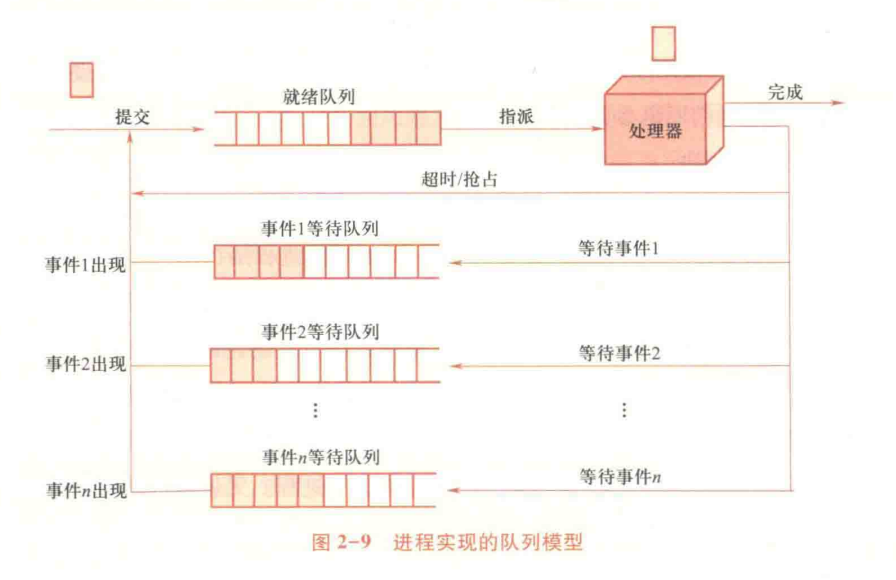 就绪队列
提交
指派
处理器
完成
超时/抢占
事件1等待队列
事件1出现
等待事件1
事件2等待队列
事件2出现
等待事件2
⋮
⋮
事件n等待队列
事件n出现
等待事件n
图 2-9 进程实现的队列模型